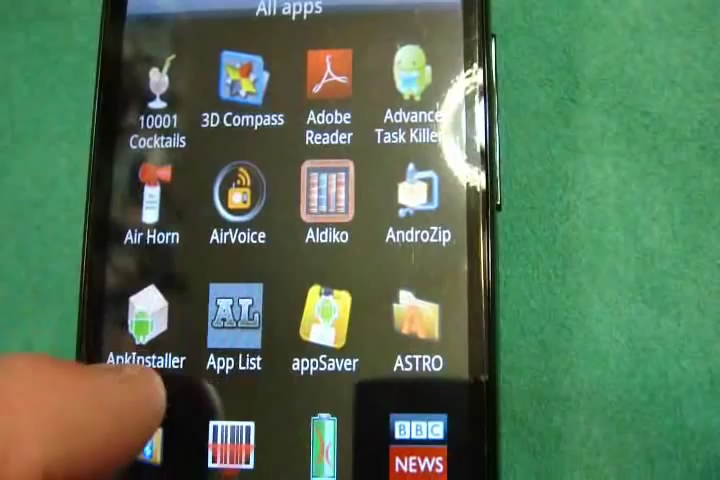 All apps
10001
Cocktails
3D Compass
Adobe
Reader
Advance
Task Killer
Air Horn
AirVoice
Aldiko
AndroZip
ApkInstaller
AL
App List
appSaver
ASTRO
BBC
NEWS